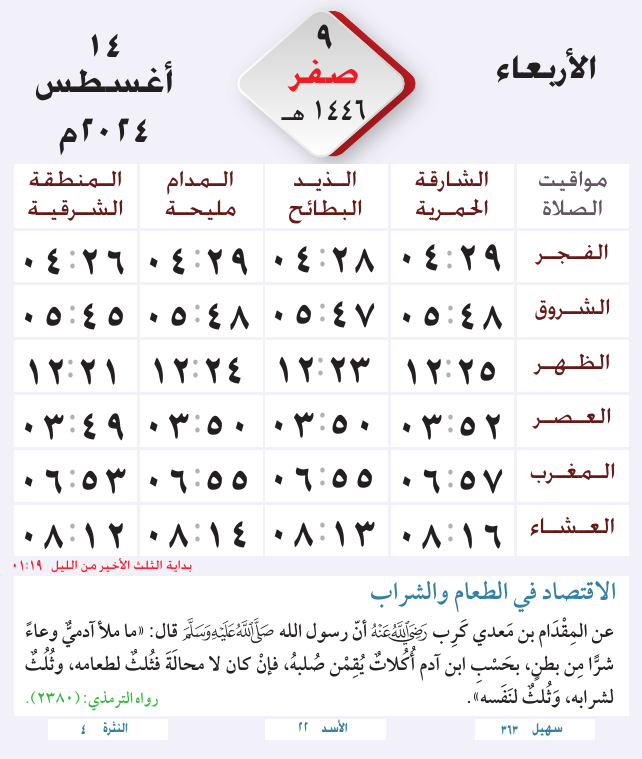 الأربعاء
٩
صفر
١٤٤٦ هـ
١٤
أغسطس
٢٠٢٤م
مواقيت الصلاة الشارقة الحمرية الذيد البطائح المدام مليحة المنطقة الشرقية
الفجر ٠٤:٢٩ ٠٤:٢٨ ٠٤:٢٩ ٠٤:٢٦
الشروق ٠٥:٤٨ ٠٥:٤٧ ٠٥:٤٨ ٠٥:٤٥
الظهر ١٢:٢٥ ١٢:٢٣ ١٢:٢٤ ١٢:٢١
العصر ٠٣:٥٢ ٠٣:٥٠ ٠٣:٥٠ ٠٣:٤٩
المغرب ٠٦:٥٧ ٠٦:٥٥ ٠٦:٥٥ ٠٦:٥٣
العشاء ٠٨:١٦ ٠٨:١٣ ٠٨:١٤ ٠٨:١٢
بداية الثلث الأخير من الليل ٠١:١٩
الاقتصاد في الطعام والشراب
عن المِقْدَام بن مَعدي كَرِب رَضِيَ اللَّهُ عَنْهُ أنّ رسول الله صَلَّى اللَّهُ عَلَيْهِ وَسَلَّمَ قال: «ما ملأ آدميٌّ وعاءً
شرًّا مِن بطنٍ، بحَسْبِ ابن آدم أُكُلاتٌ يُقِمْن صُلبهُ، فإنْ كان لا محالَةَ فثُلثٌ لطعامه، وثُلُثٌ
لشرابه، وَثُلثٌ لنَفَسه».
رواه الترمذي: (٢٣٨٠).
سهيل ٣٦٣ الأسد ٢٢ النثرة ٤